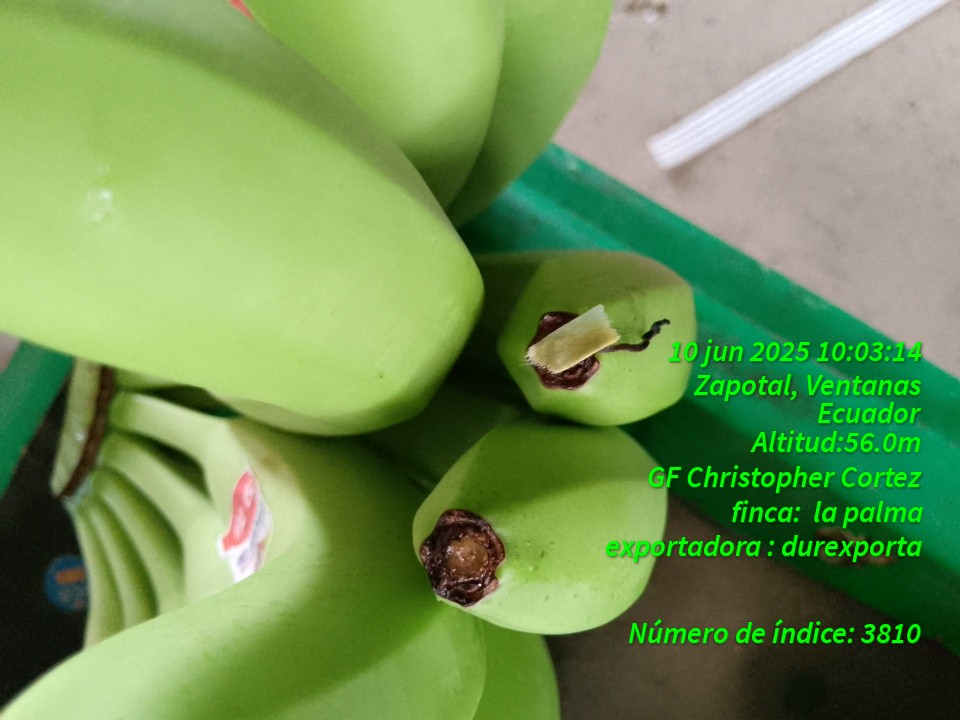 10 jun 2025 10:03:14
Zapotal, Ventanas
Ecuador
Altitud:56.0m
GF Christopher Cortez
finca: la palma
exportadora : durexporta
Número de índice: 3810